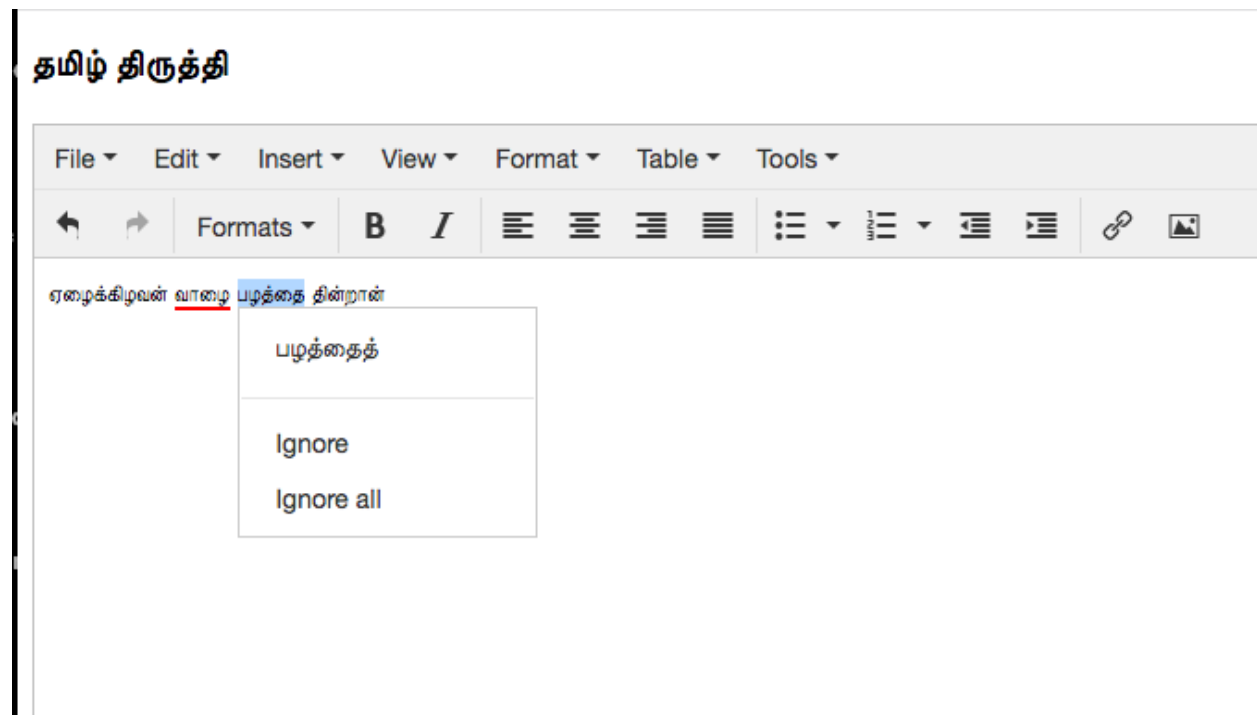 தமிழ் திருத்தி
File Edit Insert View Format Table Tools
Formats B I
ஏழைக்கிழவன் வாழை பழத்தை தின்றான்
பழத்தைத்
Ignore
Ignore all